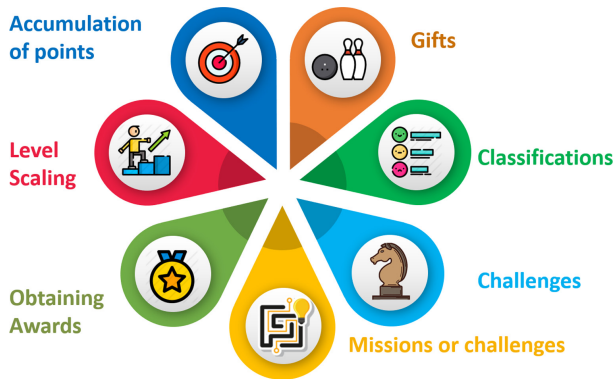 Accumulation
of points
Gifts
Level
Scaling
Classifications
Obtaining
Awards
Challenges
Missions or challenges